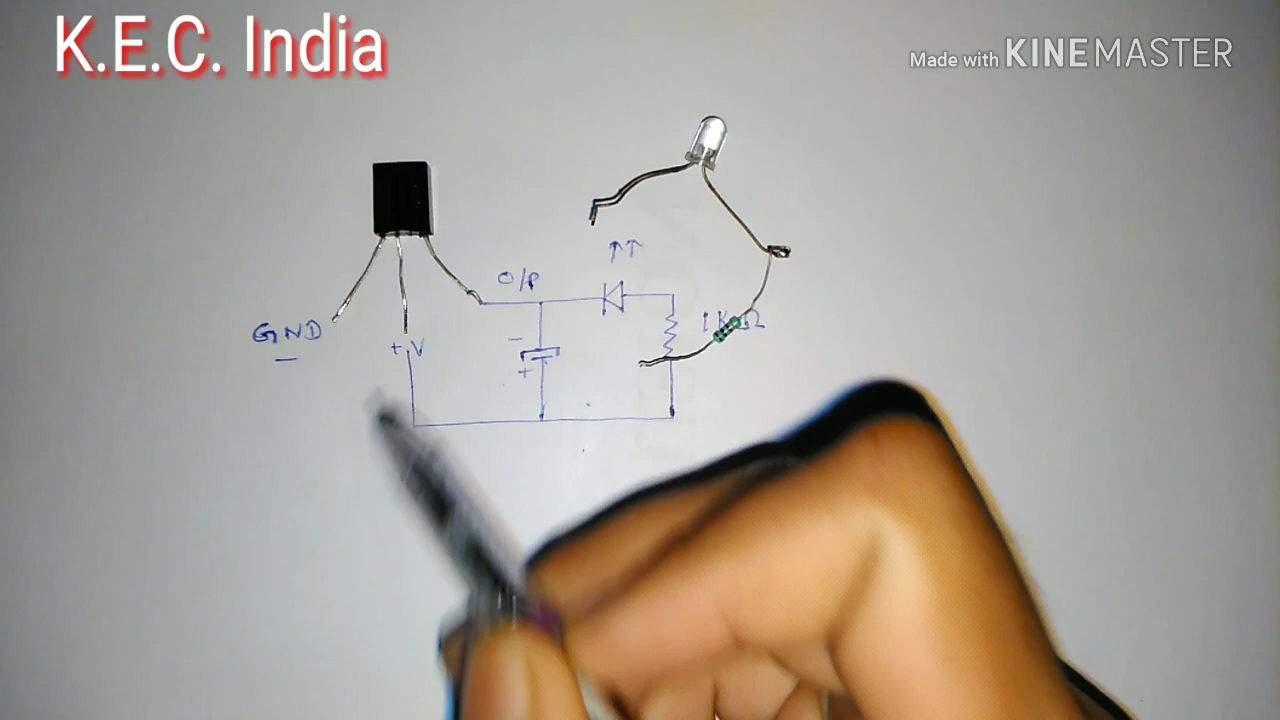 K.E.C. India
Made with KINEMASTER
O/P
GND
-
+V
-
+
1KΩ